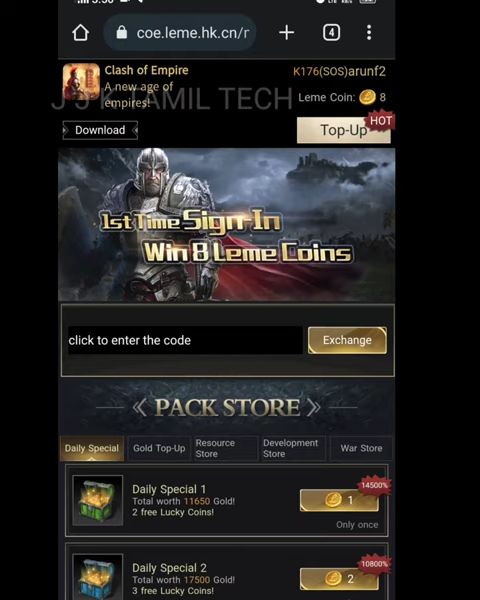 coe.leme.hk.cn/r
4
Clash of Empire
A new age of
empires!
K176(SOS)arunf2
Leme Coin: 8
J J K TAMIL TECH
Download
Top-Up
HOT
1st Time Sign-In
Win 8 Leme Coins
click to enter the code
Exchange
PACK STORE
Daily Special
Gold Top-Up
Resource
Store
Development
Store
War Store
Daily Special 1
Total worth 11650 Gold!
2 free Lucky Coins!
14500%
1
Only once
Daily Special 2
Total worth 17500 Gold!
3 free Lucky Coins!
10800%
2